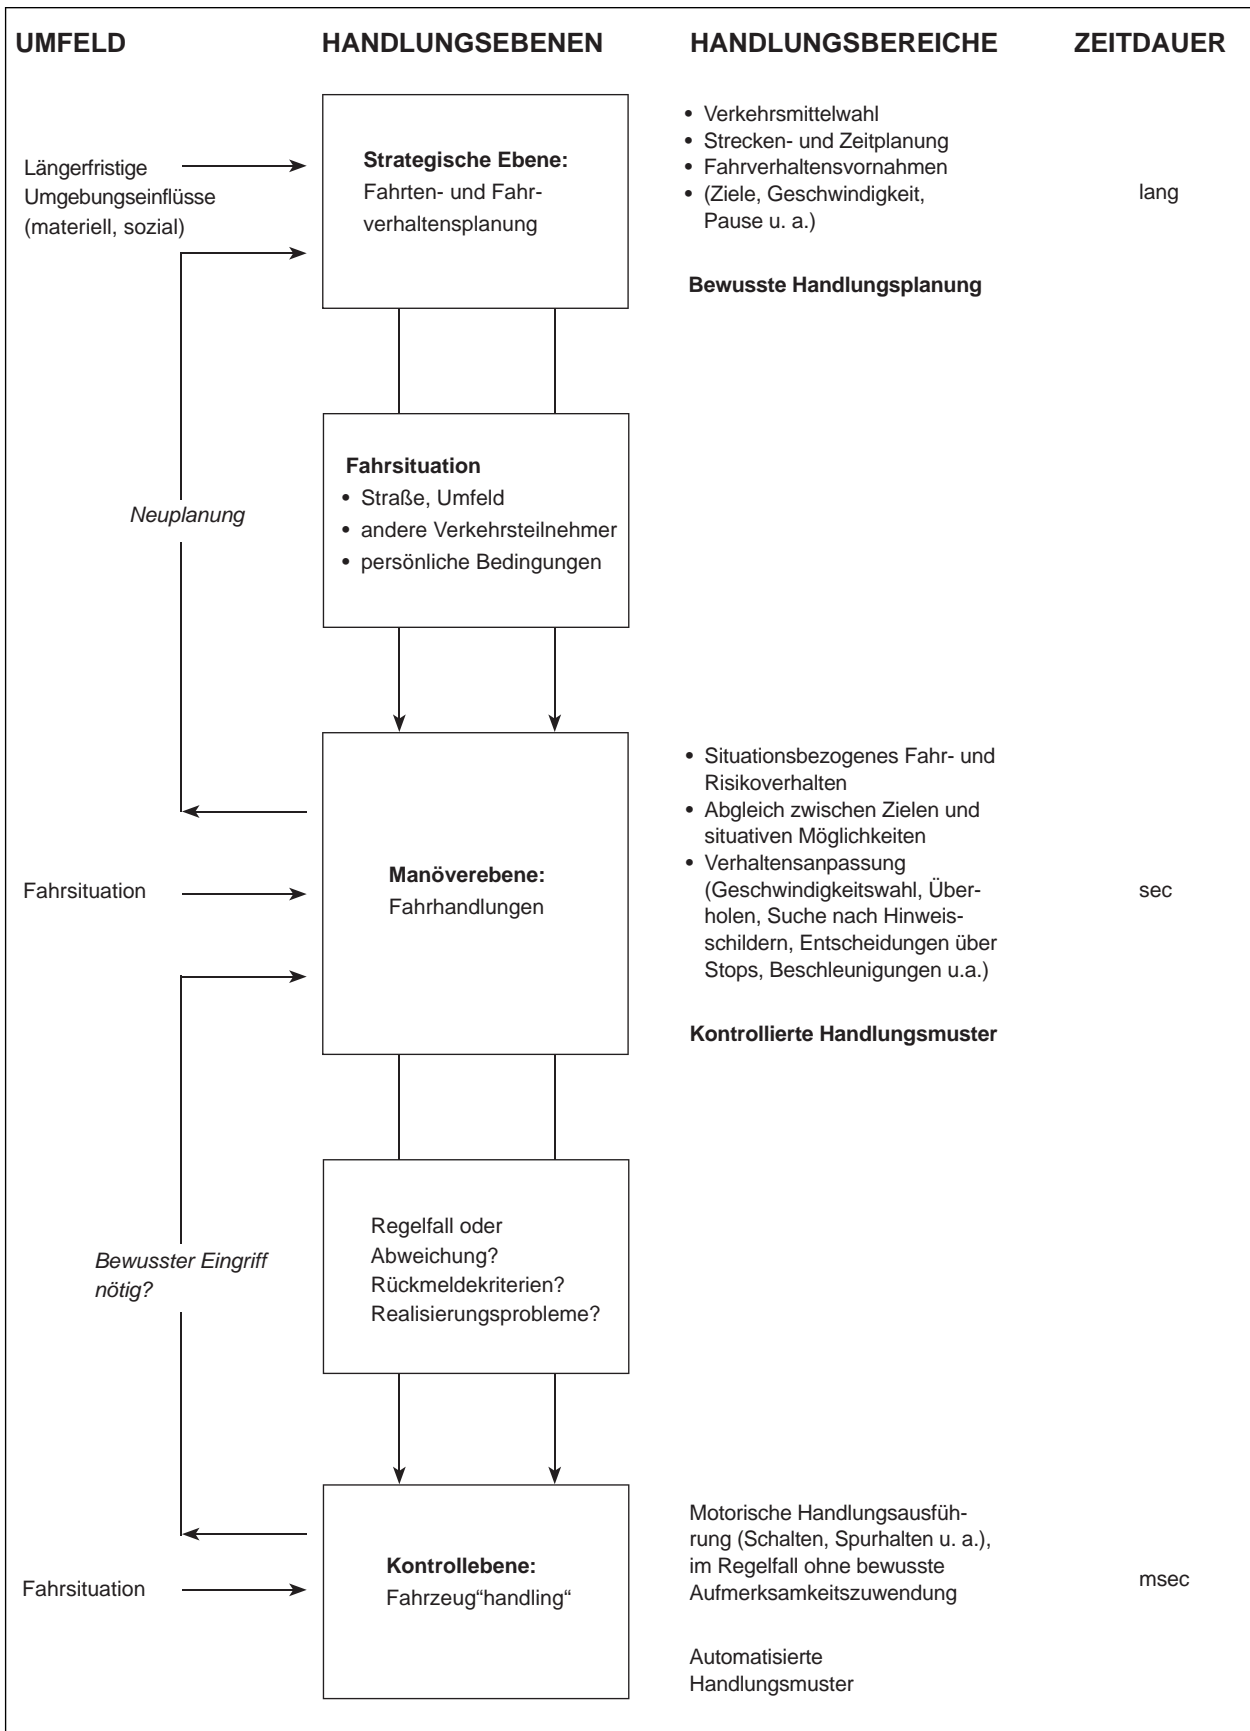 UMFELD HANDLUNGSEBENEN HANDLUNGSBEREICHE ZEITDAUER
Längerfristige
Umgebungseinflüsse
(materiell, sozial)
Strategische Ebene:
Fahrten- und Fahr-
verhaltensplanung
• Verkehrsmittelwahl
• Strecken- und Zeitplanung
• Fahrverhaltensvornahmen
• (Ziele, Geschwindigkeit,
Pause u. a.)
Bewusste Handlungsplanung
lang
Neuplanung
Fahrsituation
• Straße, Umfeld
• andere Verkehrsteilnehmer
• persönliche Bedingungen
Fahrsituation
Manöverebene:
Fahrhandlungen
• Situationsbezogenes Fahr- und
Risikoverhalten
• Abgleich zwischen Zielen und
situativen Möglichkeiten
• Verhaltensanpassung
(Geschwindigkeitswahl, Über-
holen, Suche nach Hinweis-
schildern, Entscheidungen über
Stops, Beschleunigungen u.a.)
Kontrollierte Handlungsmuster
sec
Bewusster Eingriff
nötig?
Regelfall oder
Abweichung?
Rückmeldekriterien?
Realisierungsprobleme?
Fahrsituation
Kontrollebene:
Fahrzeug“handling“
Motorische Handlungsausfüh-
rung (Schalten, Spurhalten u. a.),
im Regelfall ohne bewusste
Aufmerksamkeitszuwendung
Automatisierte
Handlungsmuster
msec